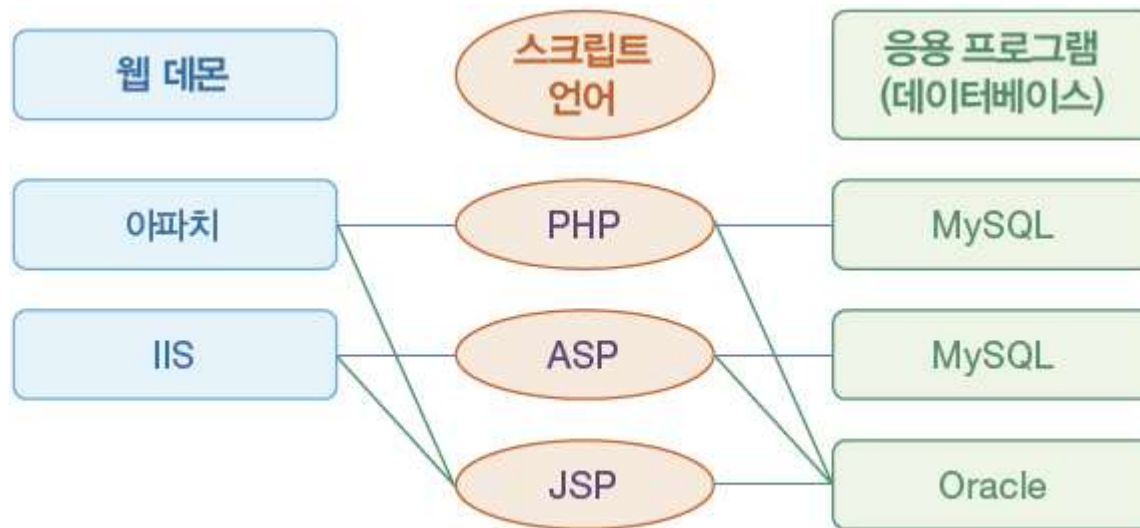 웹 데몬
스크립트
언어
응용 프로그램
(데이터베이스)
아파치
PHP
MySQL
IIS
ASP
MySQL
JSP
Oracle